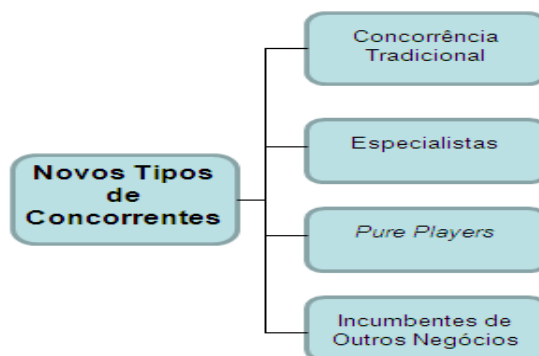 Novos Tipos
de
Concorrentes
Concorrência
Tradicional
Especialistas
Pure Players
Incumbentes de
Outros Negócios